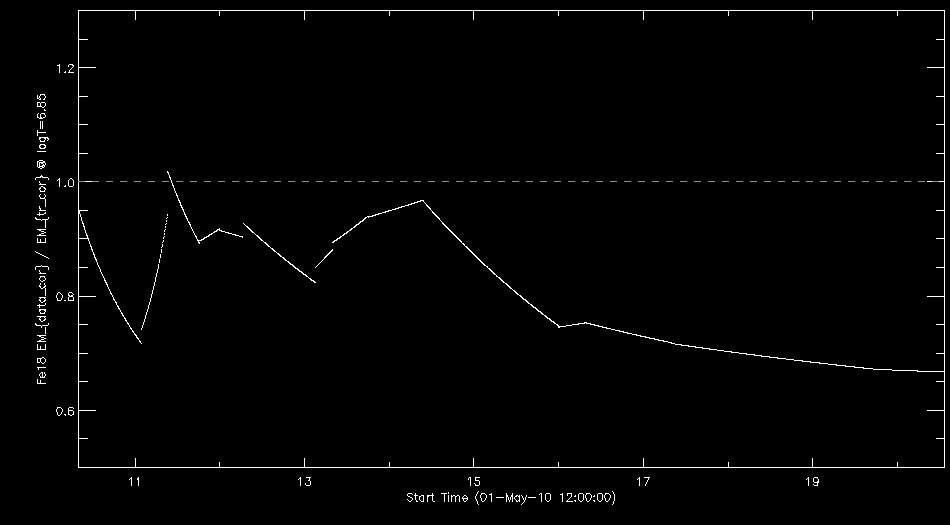 1.2
1.0
0.8
0.6
Fe18 EM_{data_cor} / EM_{tr_cor} @ logT=6.85
11 13 15 17 19
Start Time (01-May-10 12:00:00)